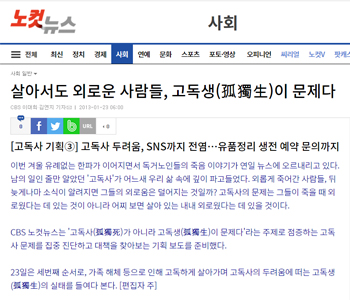 노컷뉴스
사회
전체 최신 정치 경제 사회 연예 문화 스포츠 포토·영상 오피니언 씨리얼 노컷V 팟캐스
사회 일반
살아서도 외로운 사람들, 고독생(孤獨生)이 문제다
2013-01-23 06:00
0 0
[고독사 기획③] 고독사 두려움, SNS까지 전염…유품정리 생전 예약 문의까지
이번 겨울 유례없는 한파가 이어지면서 독거노인들의 죽음 이야기가 연일 뉴스에 오르내리고 있다.
남의 일인 줄만 알았던 '고독사'가 어느새 우리 삶 속에 깊이 파고들었다. 외롭게 죽어간 사람들, 뒤
늦게나마 소식이 알려지면 그들의 외로움은 덜어지는 것일까? 고독사의 문제는 그들이 죽을 때 외
로웠다는 데 있는 것이 아니라 어찌 보면 살아 있는 내내 외로웠다는 데 있을 것이다.
CBS 노컷뉴스는 '고독사(孤獨死)가 아니라 고독생(孤獨生)이 문제다'라는 주제로 점증하는 고독
사 문제를 집중 진단하고 대책을 찾아보는 기획 보도를 준비했다.
23일은 세번째 순서로, 가족 해체 등으로 인해 고독하게 살아가며 고독사의 두려움에 떠는 고독생
(孤獨生)의 실태를 들여다 본다. [편집자 주]